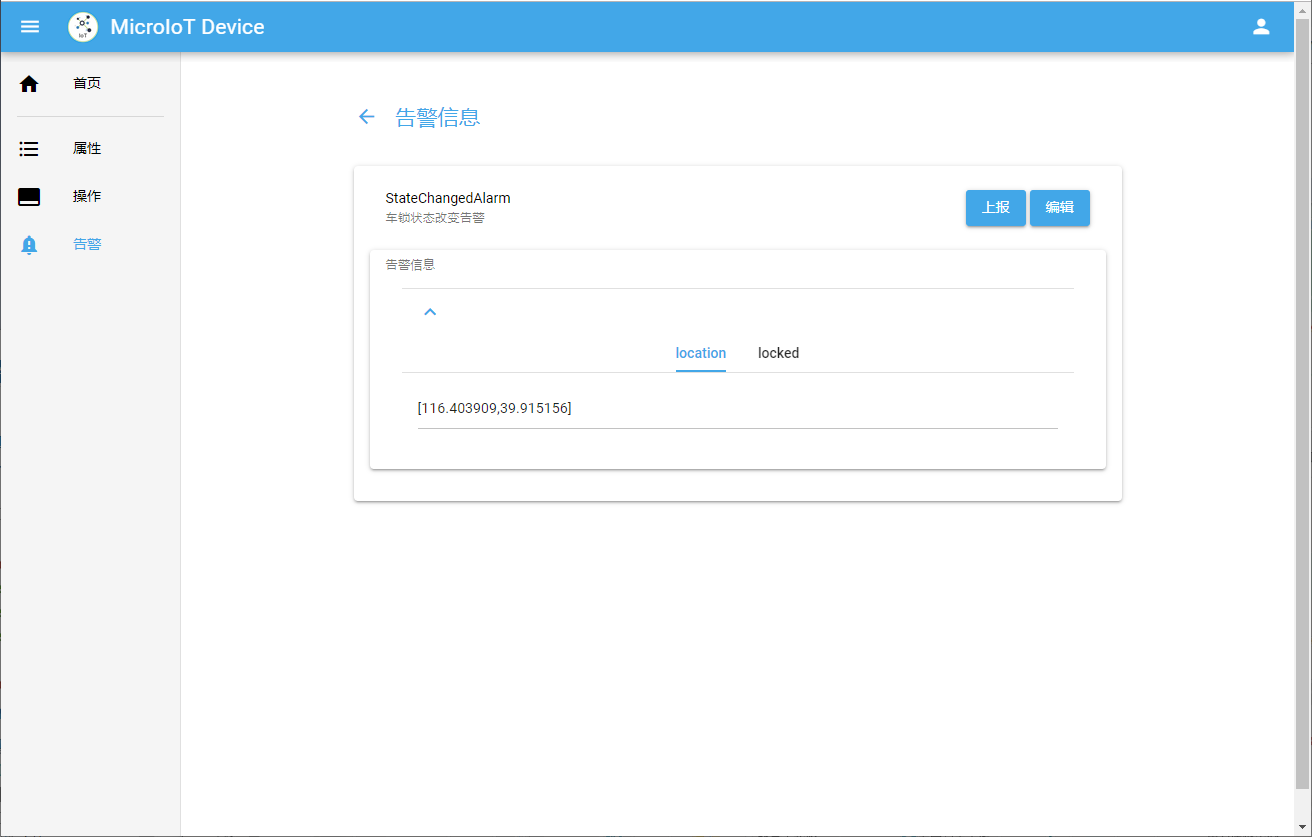 MicroIoT Device
首页
属性
操作
告警
告警信息
StateChangedAlarm
车锁状态改变告警
上报 编辑
告警信息
location locked
[116.403909,39.915156]